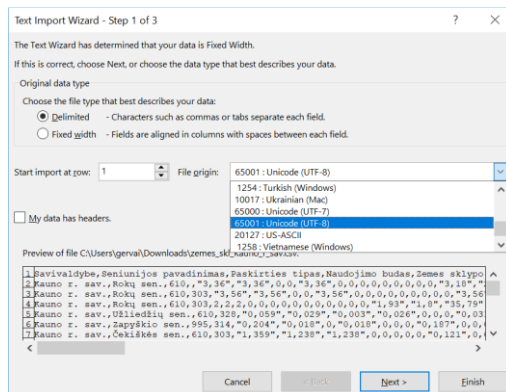 Text Import Wizard - Step 1 of 3
? ×
The Text Wizard has determined that your data is Fixed Width.
If this is correct, choose Next, or choose the data type that best describes your data.
Original data type
Choose the file type that best describes your data:
Delimited - Characters such as commas or tabs separate each field.
Fixed width - Fields are aligned in columns with spaces between each field.
Start import at row: 1 File origin: 65001 : Unicode (UTF-8)
1254 : Turkish (Windows)
10017 : Ukrainian (Mac)
65000 : Unicode (UTF-7)
65001 : Unicode (UTF-8)
20127 : US-ASCII
1258 : Vietnamese (Windows)
My data has headers.
Preview of file C:\Users\gervai\Downloads\zemes_skl_kauno_r_sav.csv.
1 Savivaldybe,Seniunijos pavadinimas,Paskirties tipas,Naudojimo budas,Zemes sklypo
2 Kauno r. sav.,Rokų sen.,610,,"3,36","3,36",0,0,"3,36",0,0,0,0,0,0,0,0,"3,18","
3 Kauno r. sav.,Rokų sen.,610,303,"3,56","3,56",0,0,"3,56",0,0,0,0,0,0,0,0,"3,56
4 Kauno r. sav.,Rokų sen.,610,303,2,2,0,0,2,0,0,0,0,0,0,0,0,"1,93","1,8","35,79"
5 Kauno r. sav.,Užliedžių sen.,610,328,"0,059","0,029","0,003","0,026",0,0,0,"0,03
6 Kauno r. sav.,Zapyškio sen.,995,314,"0,204","0,018",0,"0,018",0,0,0,"0,187",0,0,
7 Kauno r. sav.,Čekiškės sen.,610,303,"1,359","1,238","1,238",0,0,0,0,"0,121",0,
Cancel < Back Next > Finish